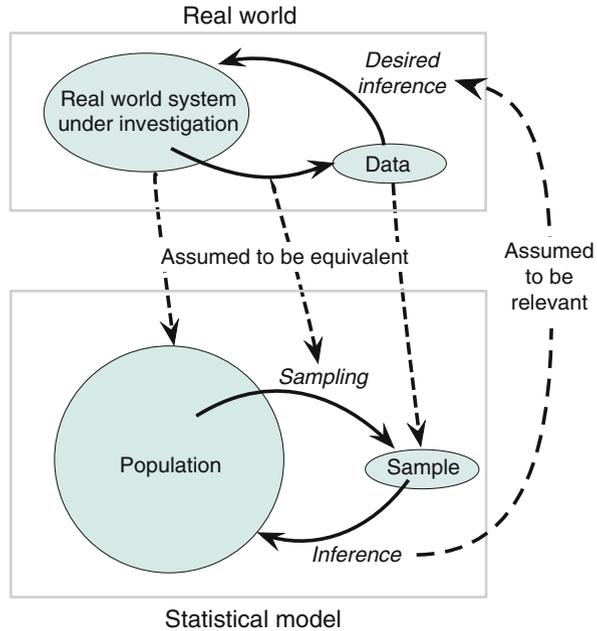 Real world
Desired
inference
Real world system
under investigation
Data
Assumed to be equivalent
Assumed
to be
relevant
Sampling
Population
Sample
Inference
Statistical model